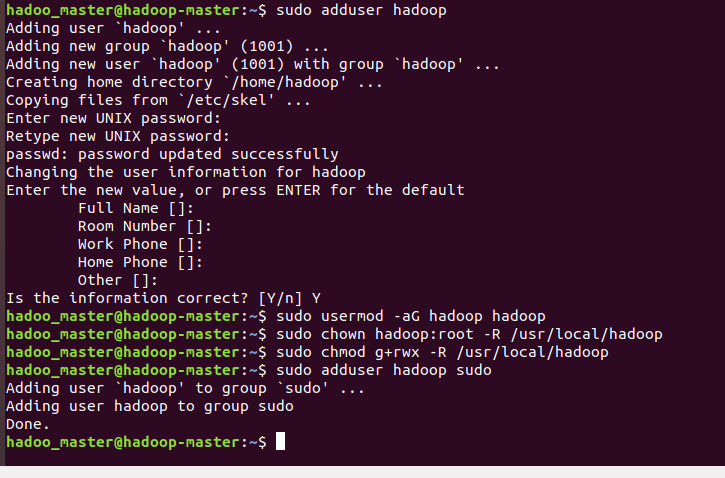 hadoo_master@hadoop-master:~$ sudo adduser hadoop
Adding user `hadoop' ...
Adding new group `hadoop' (1001) ...
Adding new user `hadoop' (1001) with group `hadoop' ...
Creating home directory `/home/hadoop' ...
Copying files from `/etc/skel' ...
Enter new UNIX password:
Retype new UNIX password:
passwd: password updated successfully
Changing the user information for hadoop
Enter the new value, or press ENTER for the default
        Full Name []:
        Room Number []:
        Work Phone []:
        Home Phone []:
        Other []:
Is the information correct? [Y/n] Y
hadoo_master@hadoop-master:~$ sudo usermod -aG hadoop hadoop
hadoo_master@hadoop-master:~$ sudo chown hadoop:root -R /usr/local/hadoop
hadoo_master@hadoop-master:~$ sudo chmod g+rwx -R /usr/local/hadoop
hadoo_master@hadoop-master:~$ sudo adduser hadoop sudo
Adding user `hadoop' to group `sudo' ...
Adding user hadoop to group sudo
Done.
hadoo_master@hadoop-master:~$